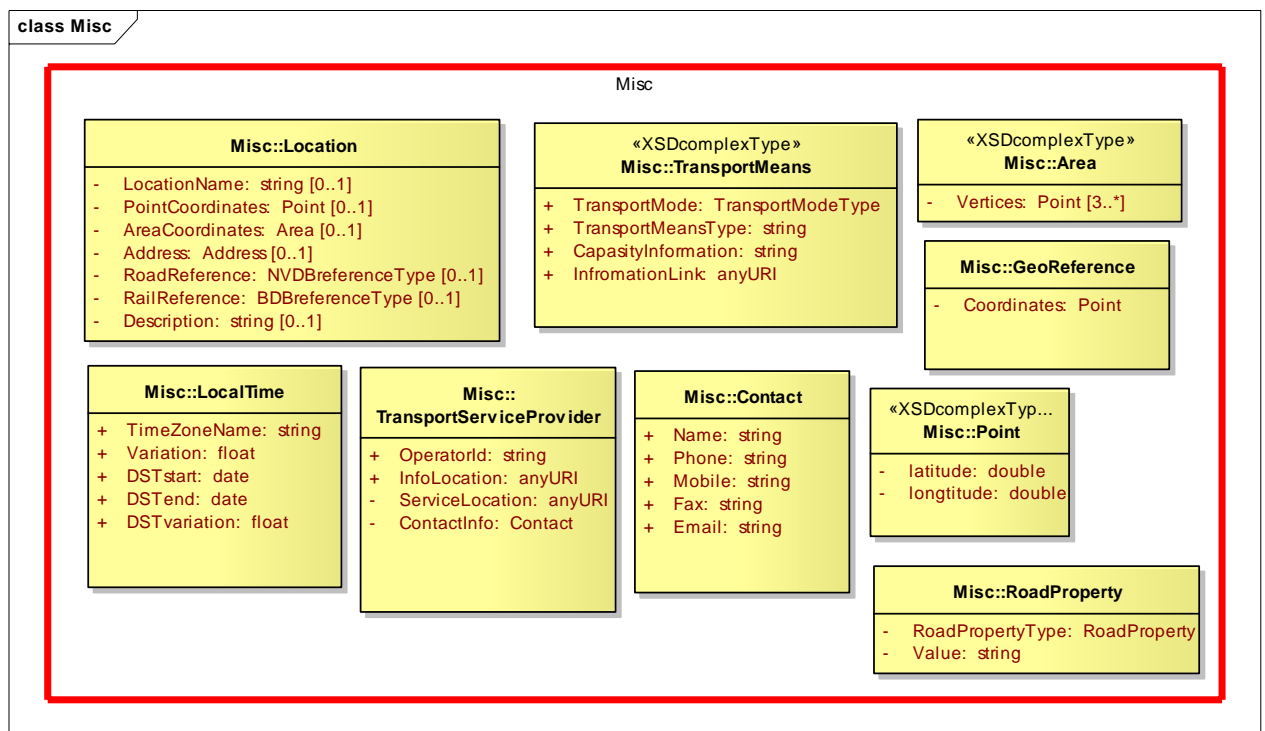 class Misc
Misc
Misc::Location
- LocationName: string [0..1]
- PointCoordinates: Point [0..1]
- AreaCoordinates: Area [0..1]
- Address: Address [0..1]
- RoadReference: NVDBreferenceType [0..1]
- RailReference: BDBreferenceType [0..1]
- Description: string [0..1]
«XSDcomplexType»
Misc::TransportMeans
+ TransportMode: TransportModeType
+ TransportMeansType: string
+ CapasityInformation: string
+ InfromationLink: anyURI
«XSDcomplexType»
Misc::Area
- Vertices: Point [3..*]
Misc::GeoReference
- Coordinates: Point
Misc::LocalTime
+ TimeZoneName: string
+ Variation: float
+ DSTstart: date
+ DSTend: date
+ DSTvariation: float
Misc::
TransportServiceProvider
+ OperatorId: string
+ InfoLocation: anyURI
- ServiceLocation: anyURI
- ContactInfo: Contact
Misc::Contact
+ Name: string
+ Phone: string
+ Mobile: string
+ Fax: string
+ Email: string
«XSDcomplexTyp...
Misc::Point
- latitude: double
- longtitude: double
Misc::RoadProperty
- RoadPropertyType: RoadProperty
- Value: string